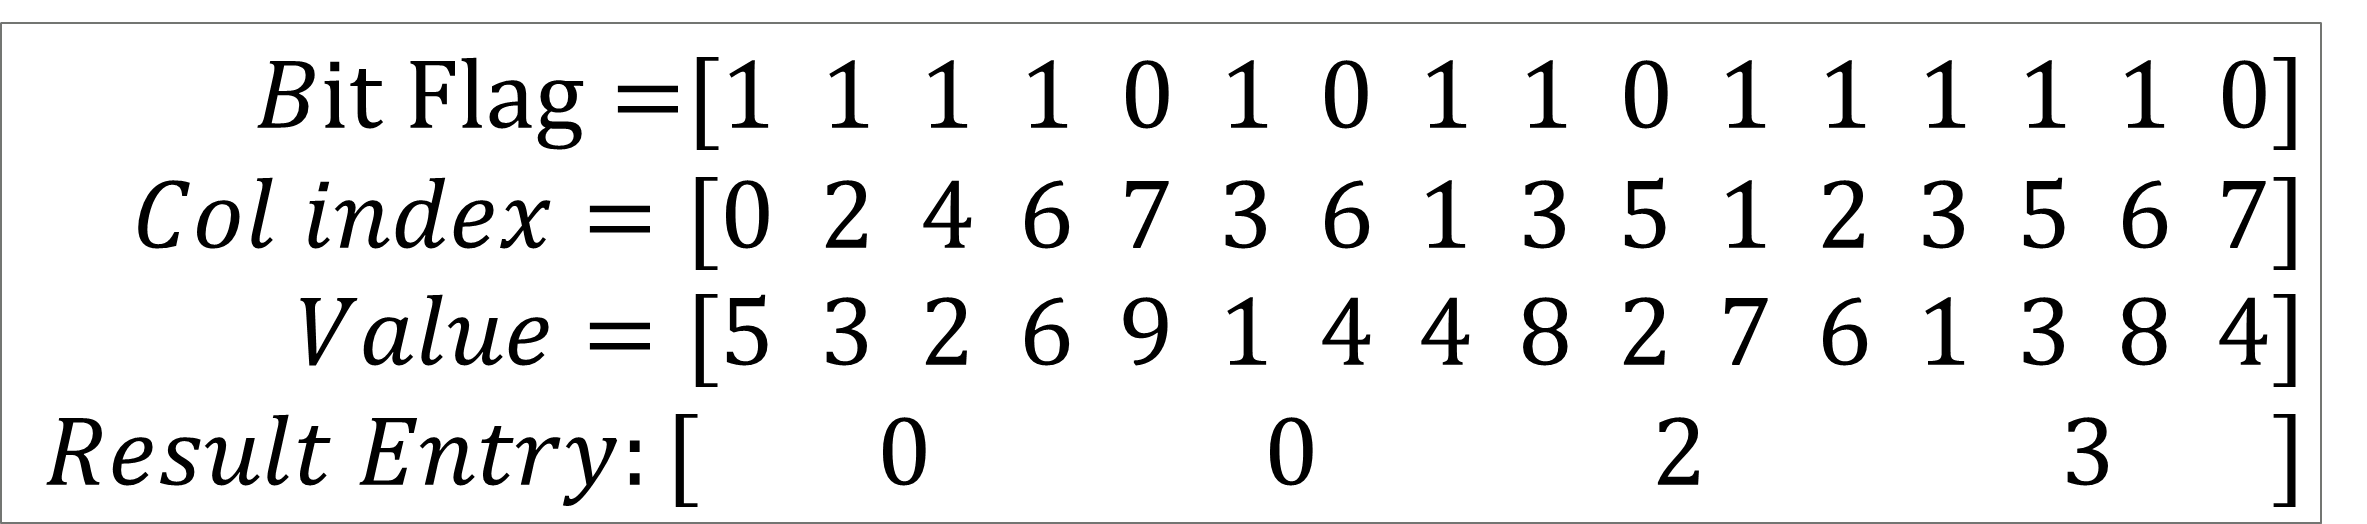 Bit Flag =[1 1 1 1 0 1 0 1 1 0 1 1 1 1 1 0]
Col index = [0 2 4 6 7 3 6 1 3 5 1 2 3 5 6 7]
Value = [5 3 2 6 9 1 4 4 8 2 7 6 1 3 8 4]
Result Entry: [ 0 0 2 3 ]